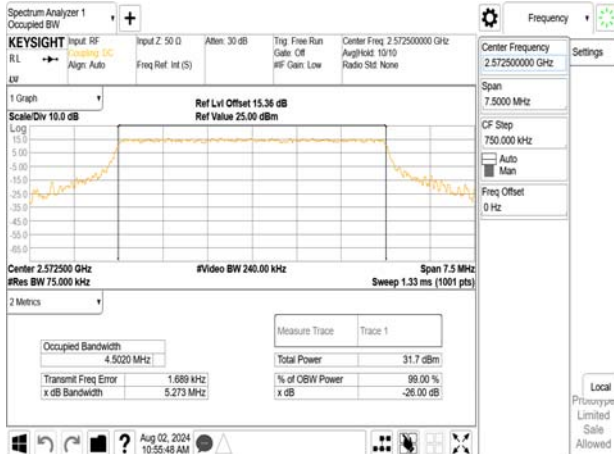 Spectrum Analyzer 1
Occupied BW
+
Frequency
KEYSIGHT
RL
Input: RF
Coupling: DC
Align: Auto
Input Z: 50 Ω
Freq Ref: Int (S)
Atten: 30 dB
Trig: Free Run
Gate: Off
#IF Gain: Low
Center Freq: 2.572500000 GHz
Avg|Hold: 10/10
Radio Std: None
1 Graph
Scale/Div 10.0 dB
Ref Lvl Offset 15.36 dB
Ref Value 25.00 dBm
Log
15.0
5.00
-5.00
-15.0
-25.0
-35.0
-45.0
-55.0
-65.0
Center 2.572500 GHz
#Res BW 75.000 kHz
#Video BW 240.00 kHz
Span 7.5 MHz
Sweep 1.33 ms (1001 pts)
2 Metrics
Measure Trace
Trace 1
Occupied Bandwidth
4.5020 MHz
Total Power
31.7 dBm
Transmit Freq Error
1.689 kHz
% of OBW Power
99.00 %
x dB Bandwidth
5.273 MHz
x dB
-26.00 dB
Center Frequency
2.572500000 GHz
Settings
Span
7.5000 MHz
CF Step
750.000 kHz
Auto
Man
Freq Offset
0 Hz
Local
Prototype
Limited
Sale
Allowed
?
Aug 02, 2024
10:55:48 AM